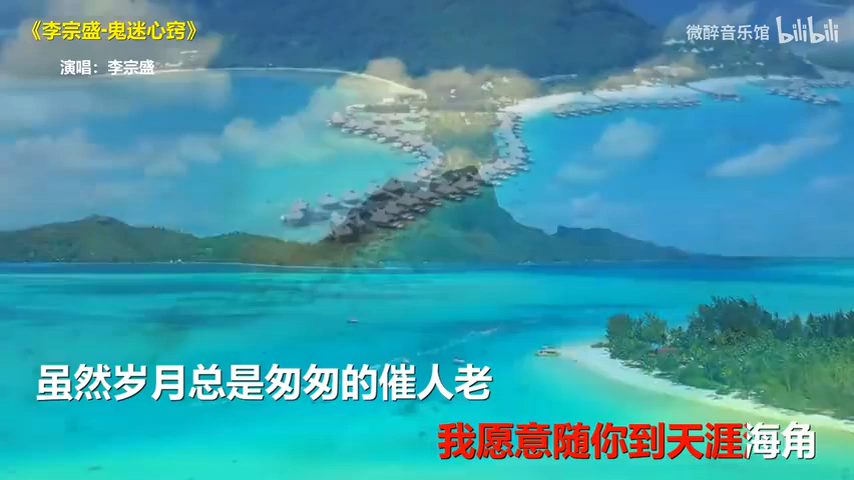 《李宗盛-鬼迷心窍》
微醉音乐馆 bilibili
演唱：李宗盛
虽然岁月总是匆匆的催人老
我愿意随你到天涯海角